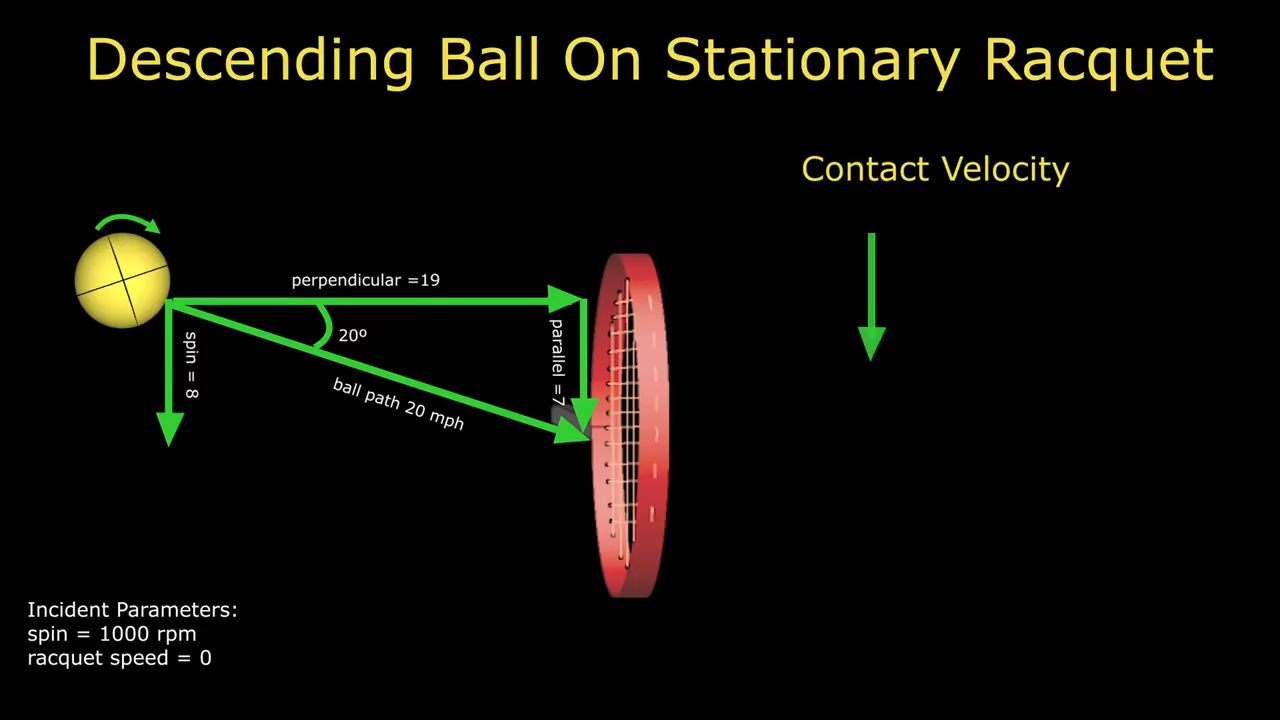 Descending Ball On Stationary Racquet
Contact Velocity
perpendicular =19
20º
spin = 8
parallel =7
ball path 20 mph
Incident Parameters:
spin = 1000 rpm
racquet speed = 0